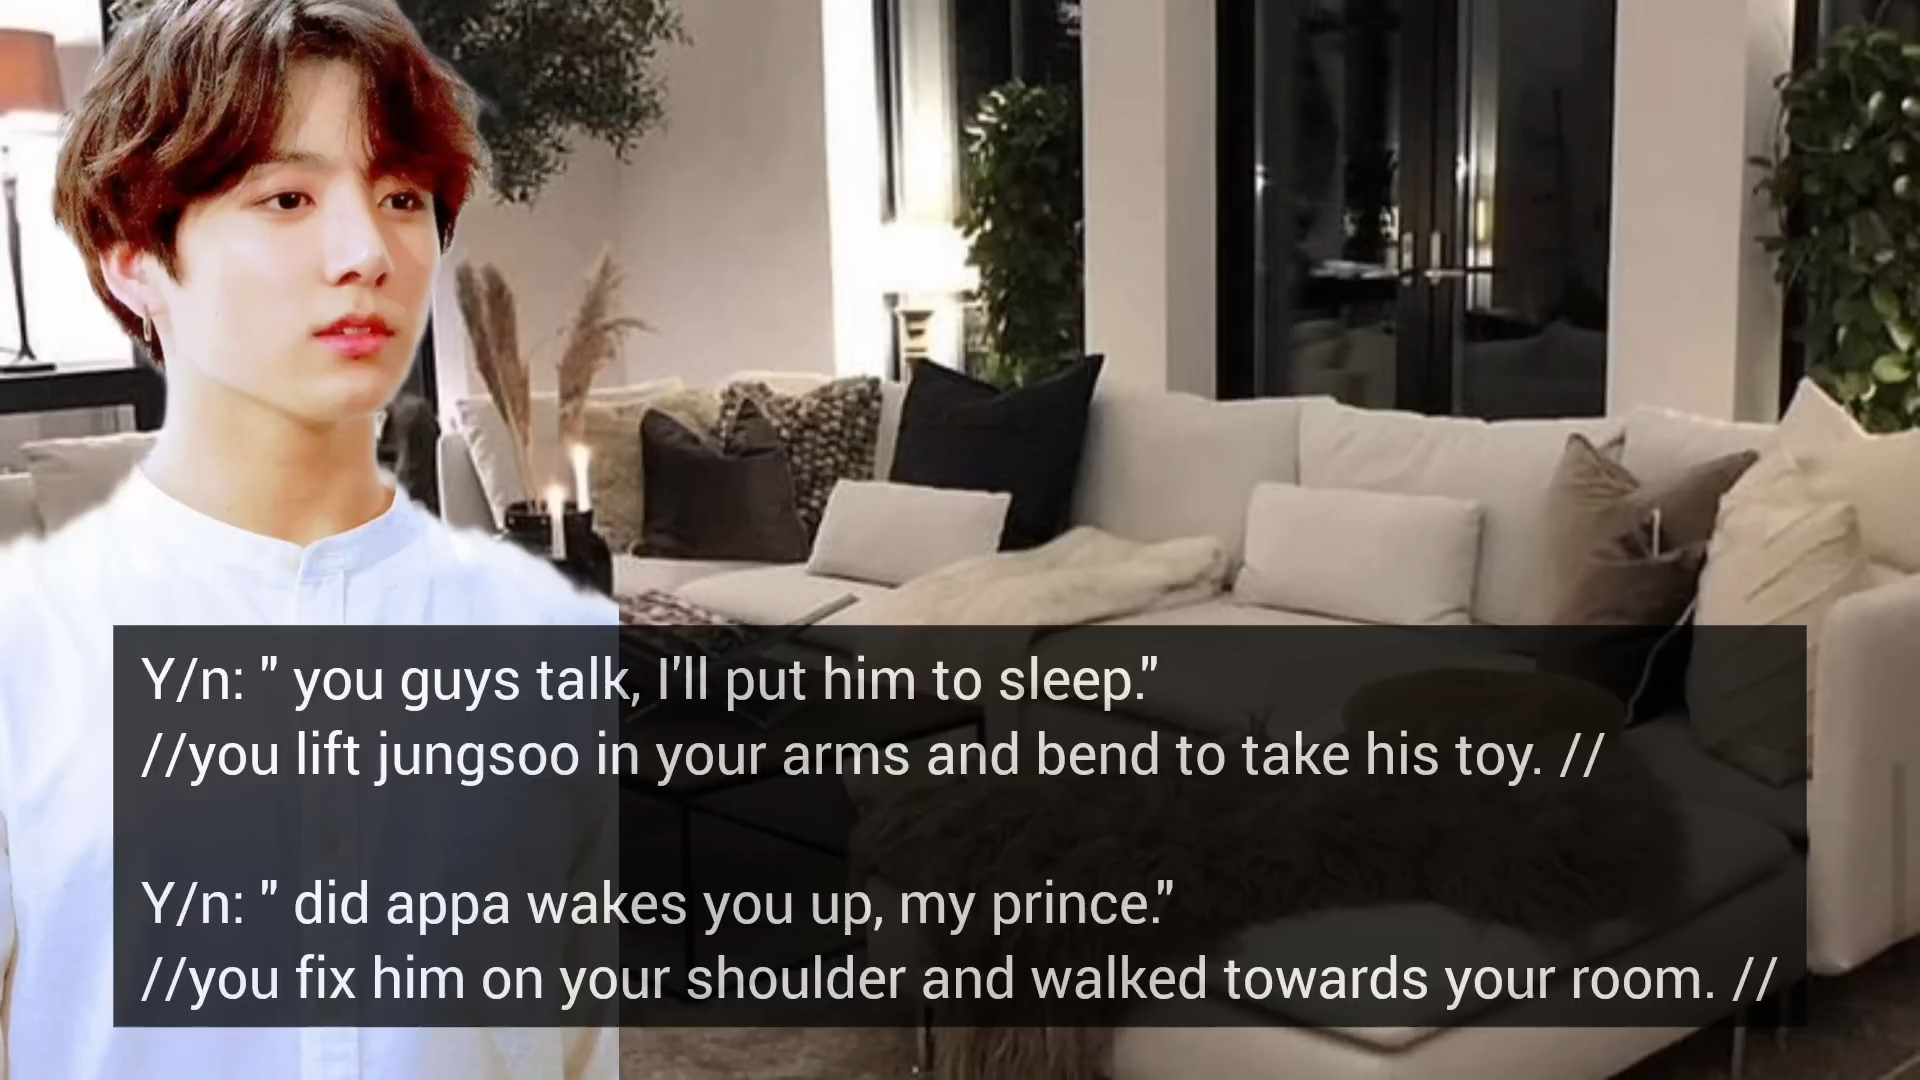 Y/n: " you guys talk, I'll put him to sleep."
//you lift jungsoo in your arms and bend to take his toy. //
Y/n: " did appa wakes you up, my prince."
//you fix him on your shoulder and walked towards your room. //